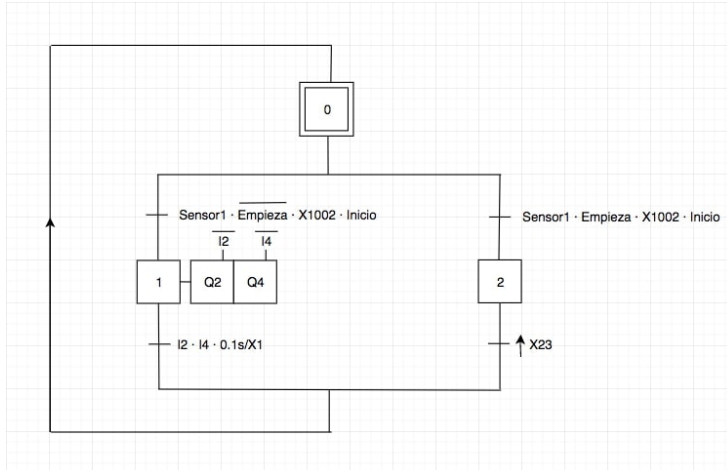 0
Sensor1 · Empieza · X1002 · Inicio
Sensor1 · Empieza · X1002 · Inicio
I2 I4
1 Q2 Q4 2
I2 · I4 · 0.1s/X1
X23